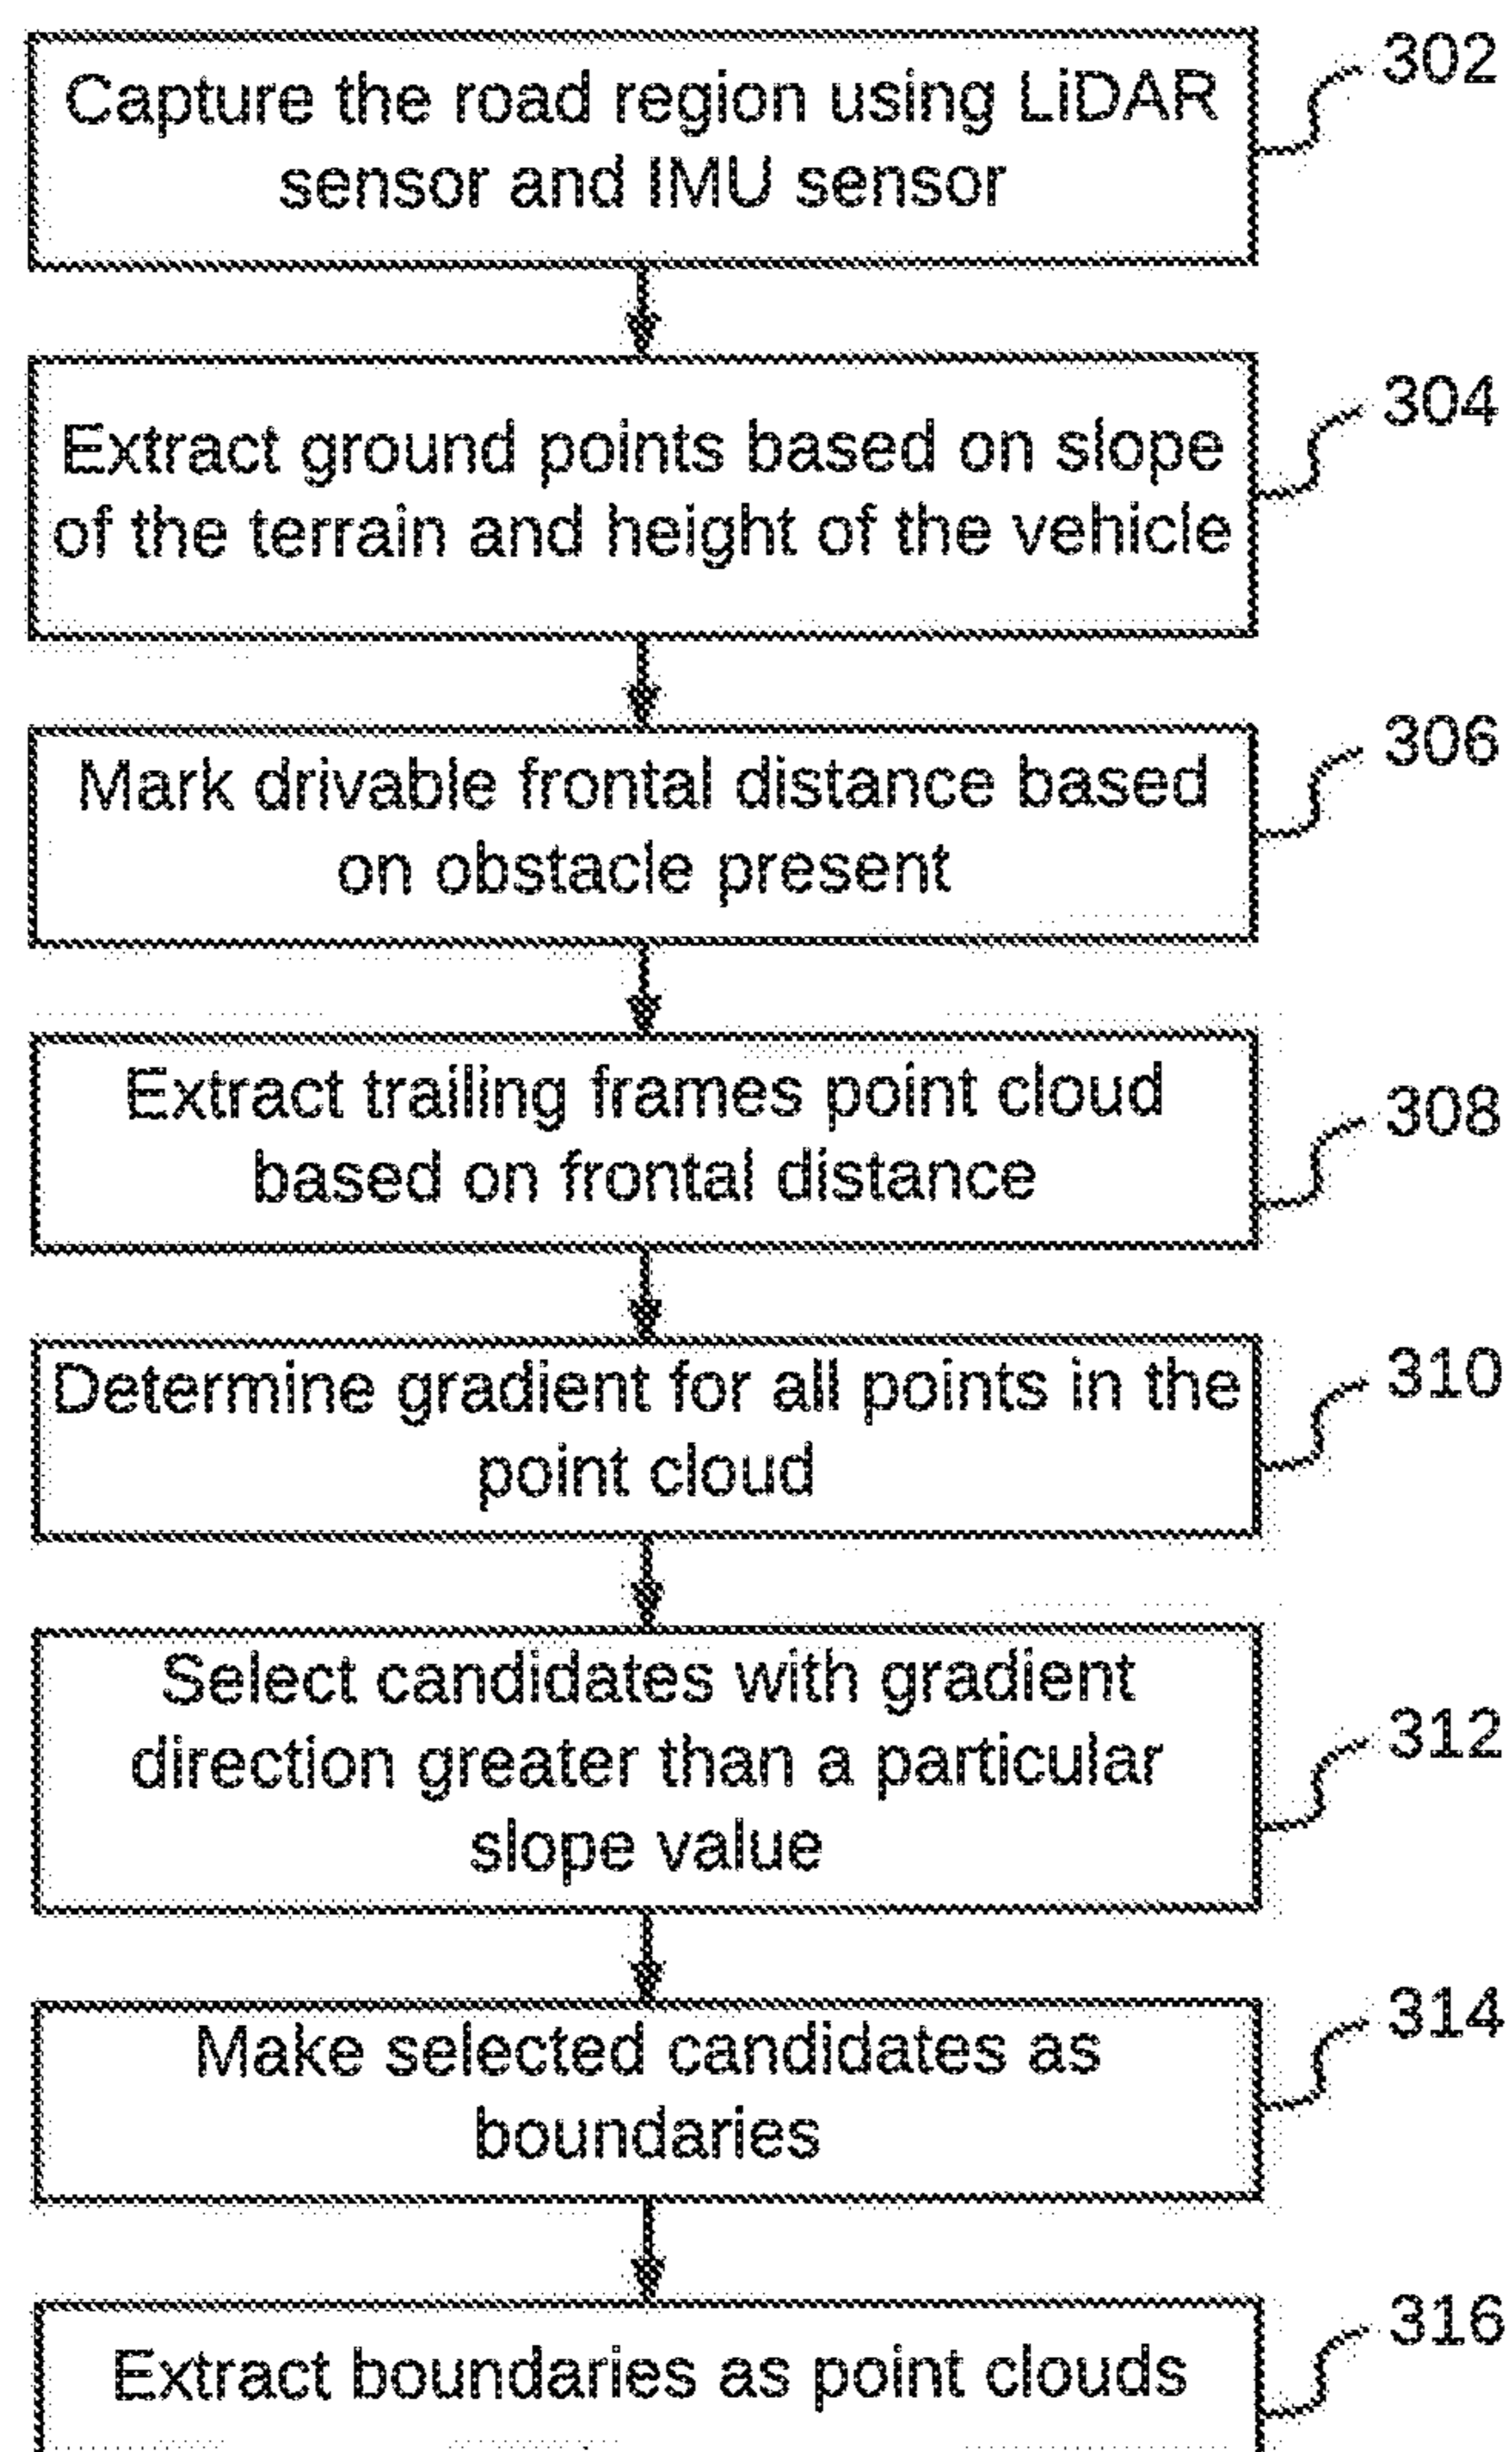 Capture the road region using LiDAR
sensor and IMU sensor
302
Extract ground points based on slope
of the terrain and height of the vehicle
304
Mark drivable frontal distance based
on obstacle present
306
Extract trailing frames point cloud
based on frontal distance
308
Determine gradient for all points in the
point cloud
310
Select candidates with gradient
direction greater than a particular
slope value
312
Make selected candidates as
boundaries
314
Extract boundaries as point clouds
316